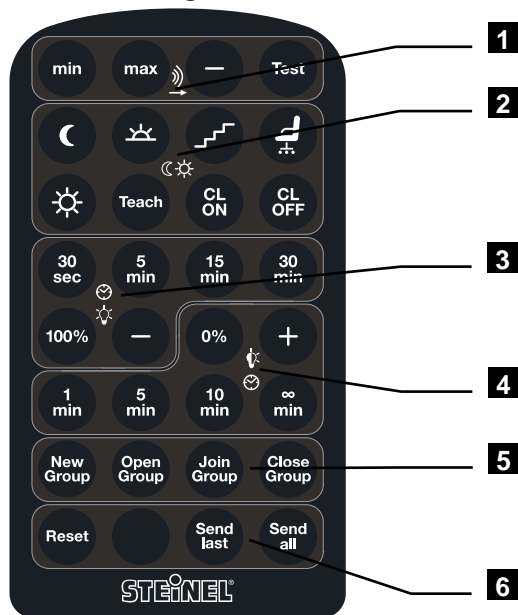 min max — Test 1
2
Teach CL ON CL OFF
30 sec 5 min 15 min 30 min 3
100% — 0% +
4
1 min 5 min 10 min ∞ min
New Group Open Group Join Group Close Group 5
Reset Send last Send all 6
STEINEL®